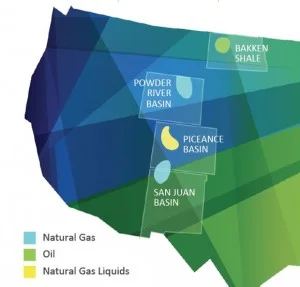 BAKKEN
SHALE
POWDER
RIVER
BASIN
PICEANCE
BASIN
SAN JUAN
BASIN
Natural Gas
Oil
Natural Gas Liquids